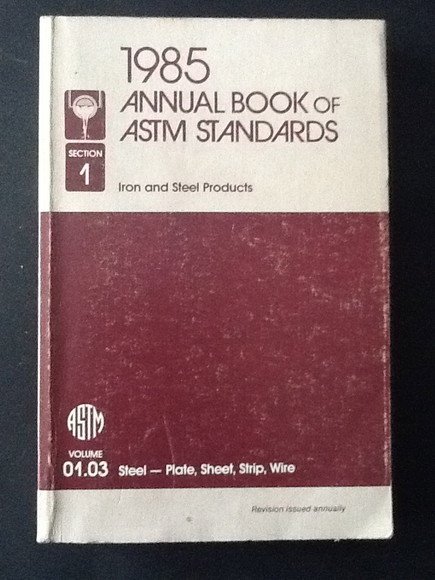 1985
ANNUAL BOOK OF
ASTM STANDARDS
SECTION
1
Iron and Steel Products
ASTM
VOLUME
01.03 Steel — Plate, Sheet, Strip, Wire
Revision issued annually